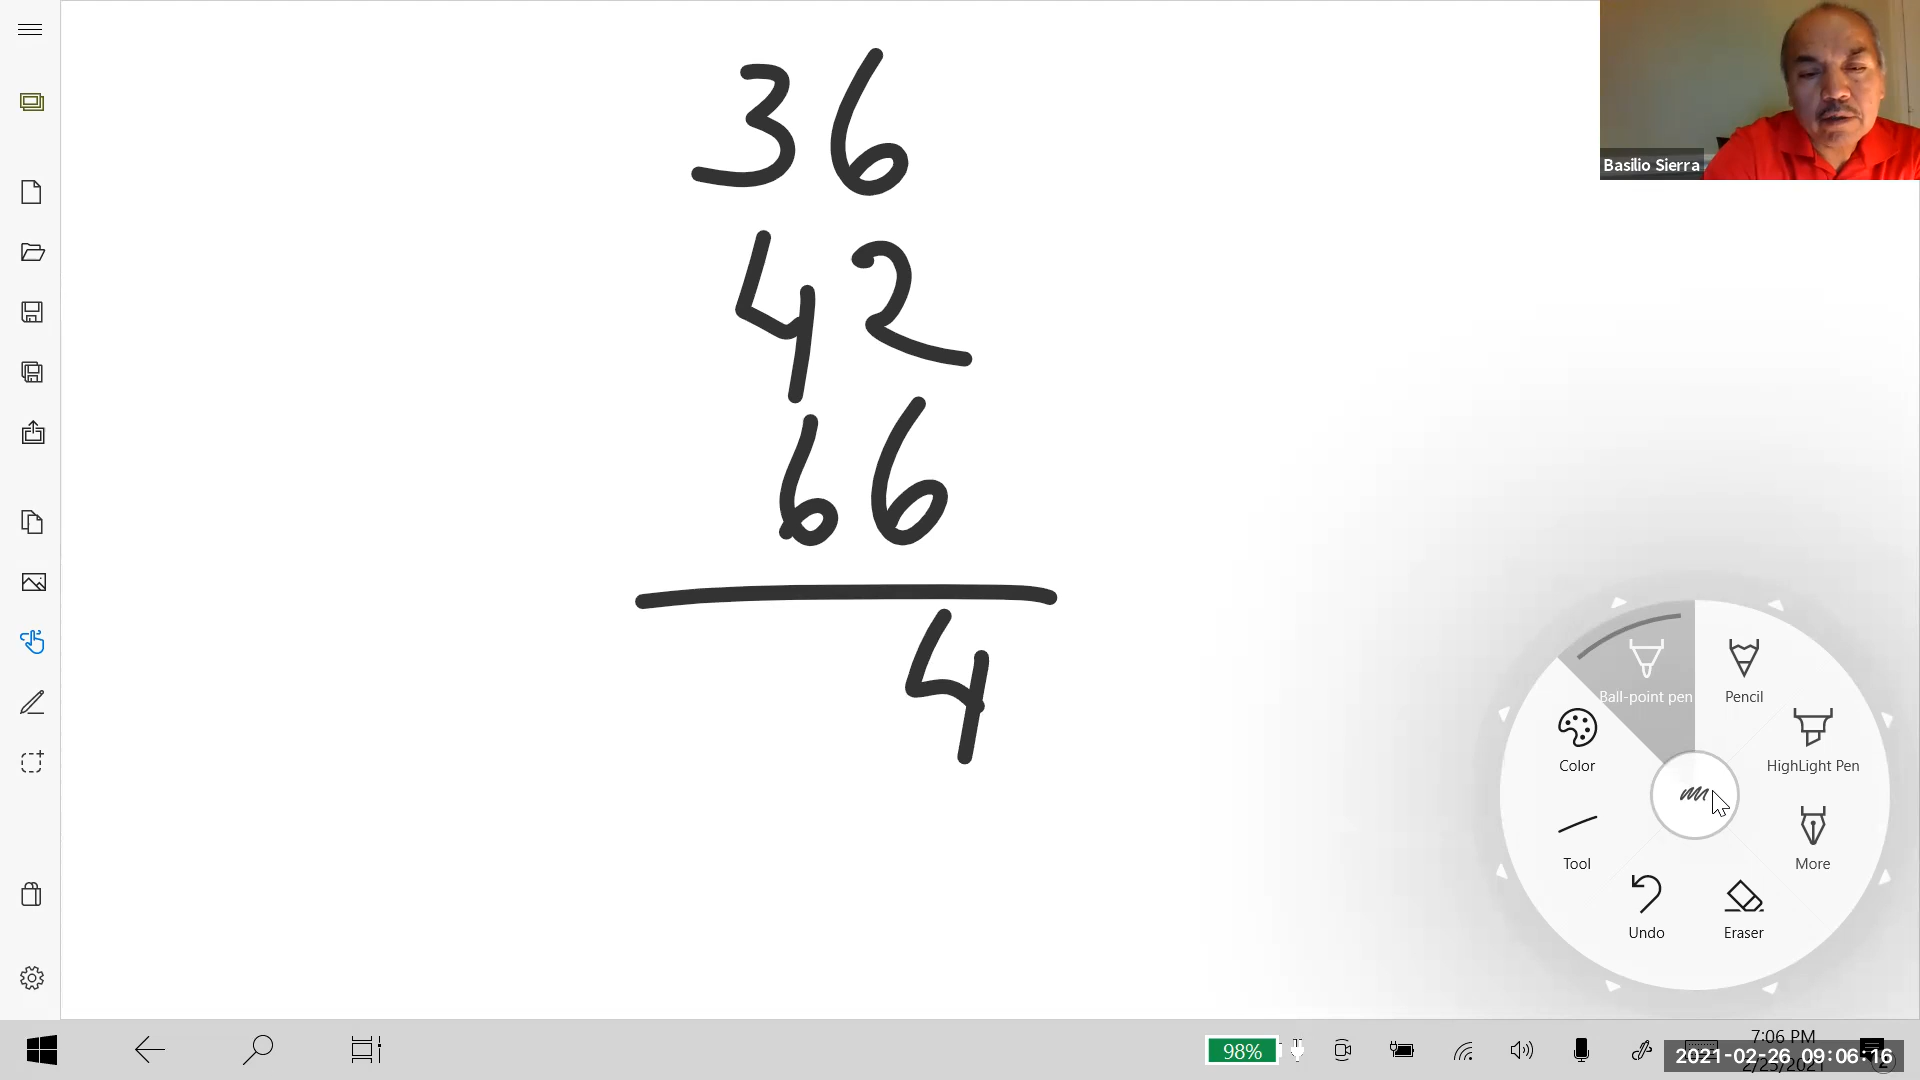 36
42
66
4
Basilio Sierra
Ball-point pen
Pencil
Color
HighLight Pen
Tool
More
Undo
Eraser
98%
7:06 PM
2021-02-26 09:06:16